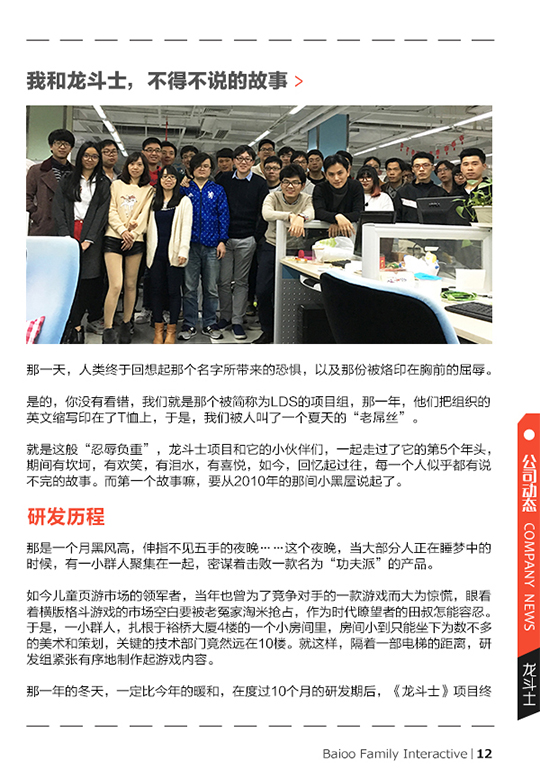 我和龙斗士，不得不说的故事 >
那一天，人类终于回想起那个名字所带来的恐惧，以及那份被烙印在胸前的屈辱。
是的，你没有看错，我们就是那个被简称为LDS的项目组，那一年，他们把组织的
英文缩写印在了T恤上，于是，我们被人叫了一个夏天的“老屌丝”。
就是这般“忍辱负重”，龙斗士项目和它的小伙伴们，一起走过了它的第5个年头，
期间有坎坷，有欢笑，有泪水，有喜悦，如今，回忆起过往，每一个人似乎都有说
不完的故事。而第一个故事嘛，要从2010年的那间小黑屋说起了。
研发历程
那是一个月黑风高，伸指不见五手的夜晚……这个夜晚，当大部分人正在睡梦中的
时候，有一小群人聚集在一起，密谋着击败一款名为“功夫派”的产品。
如今儿童页游市场的领军者，当年也曾为了竞争对手的一款游戏而大为惊慌，眼看
着横版格斗游戏的市场空白要被老冤家淘米抢占，作为时代瞭望者的田叔怎能容忍。
于是，一小群人，扎根于裕桥大厦4楼的一个小房间里，房间小到只能坐下为数不多
的美术和策划，关键的技术部门竟然远在10楼。就这样，隔着一部电梯的距离，研
发组紧张有序地制作起游戏内容。
那一年的冬天，一定比今年的暖和，在度过10个月的研发期后，《龙斗士》项目终
公司动态 COMPANY NEWS
龙斗士
Baioo Family Interactive | 12